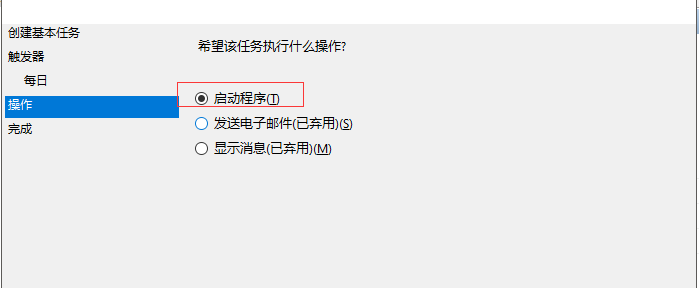 创建基本任务
触发器
每日
操作
完成
希望该任务执行什么操作?
启动程序(T)
发送电子邮件(已弃用)(S)
显示消息(已弃用)(M)